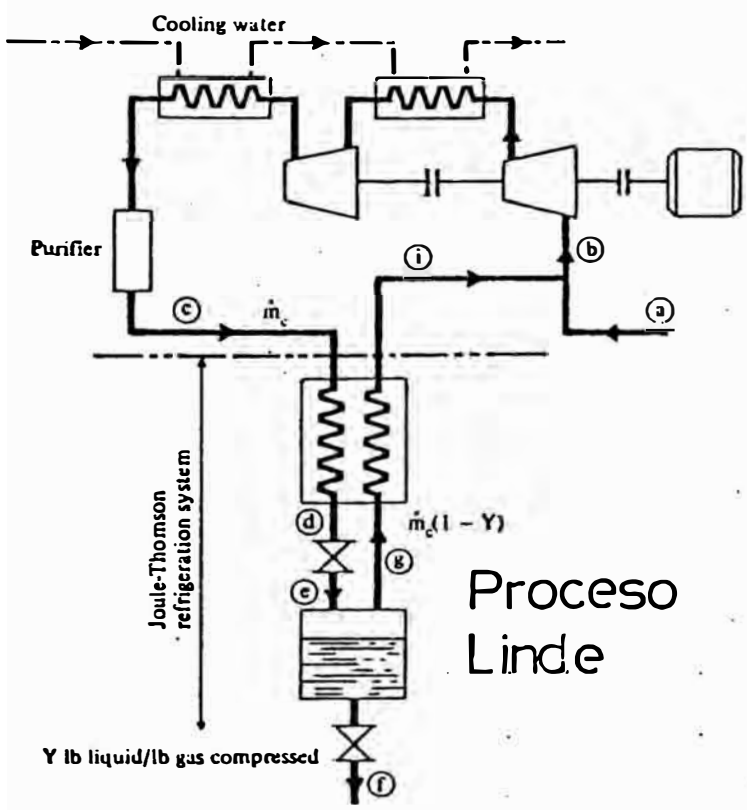 Cooling water
Purifier
i
b
c
ṁc
a
d
ṁc(1 − Y)
g
e
Joule-Thomson
refrigeration system
Proceso
Linde
Y lb liquid/lb gas compressed
f